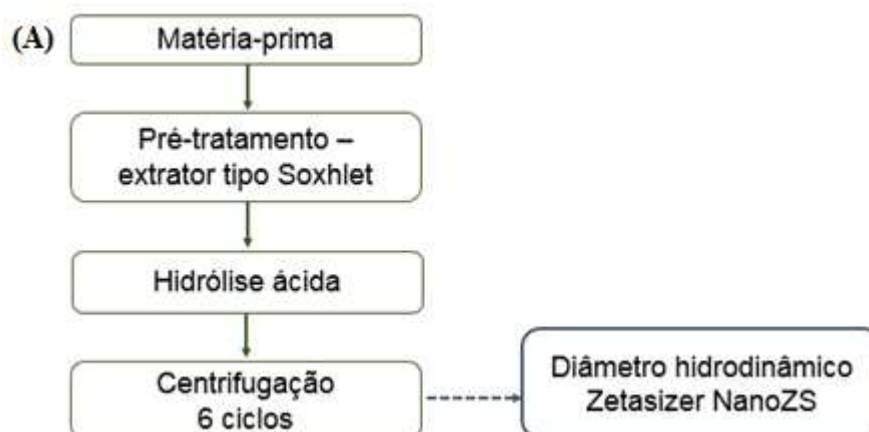 (A)
Matéria-prima
Pré-tratamento –
extrator tipo Soxhlet
Hidrólise ácida
Centrifugação
6 ciclos
Diâmetro hidrodinâmico
Zetasizer NanoZS